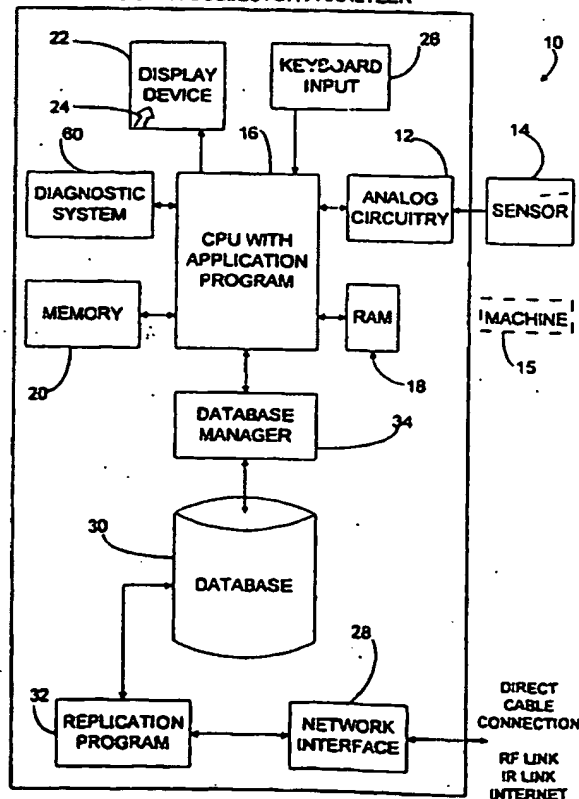 22
DISPLAY
DEVICE
24
KEYBOARD
INPUT
26
10
60
16
12
14
DIAGNOSTIC
SYSTEM
CPU WITH
APPLICATION
PROGRAM
ANALOG
CIRCUITRY
SENSOR
MEMORY
20
RAM
18
MACHINE
15
DATABASE
MANAGER
34
30
DATABASE
28
32
REPLICATION
PROGRAM
NETWORK
INTERFACE
DIRECT
CABLE
CONNECTION
RF LINK
IR LINK
INTERNET